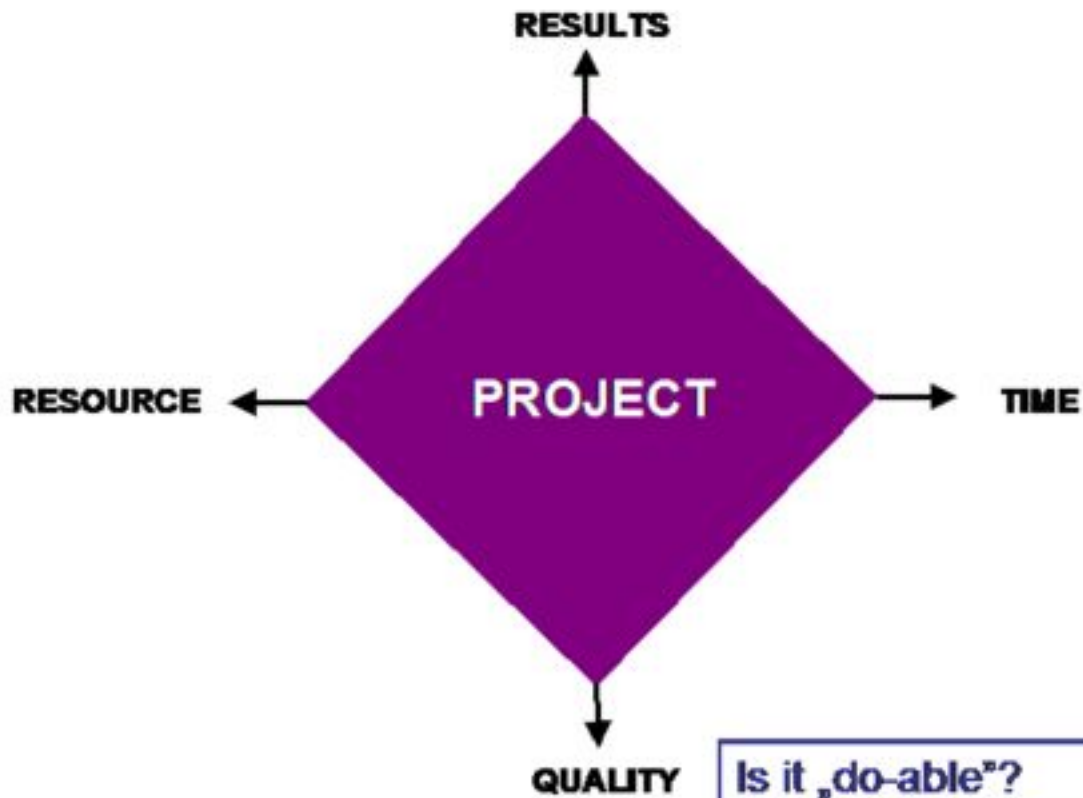 RESULTS
RESOURCE
PROJECT
TIME
QUALITY
Is it „do-able”?